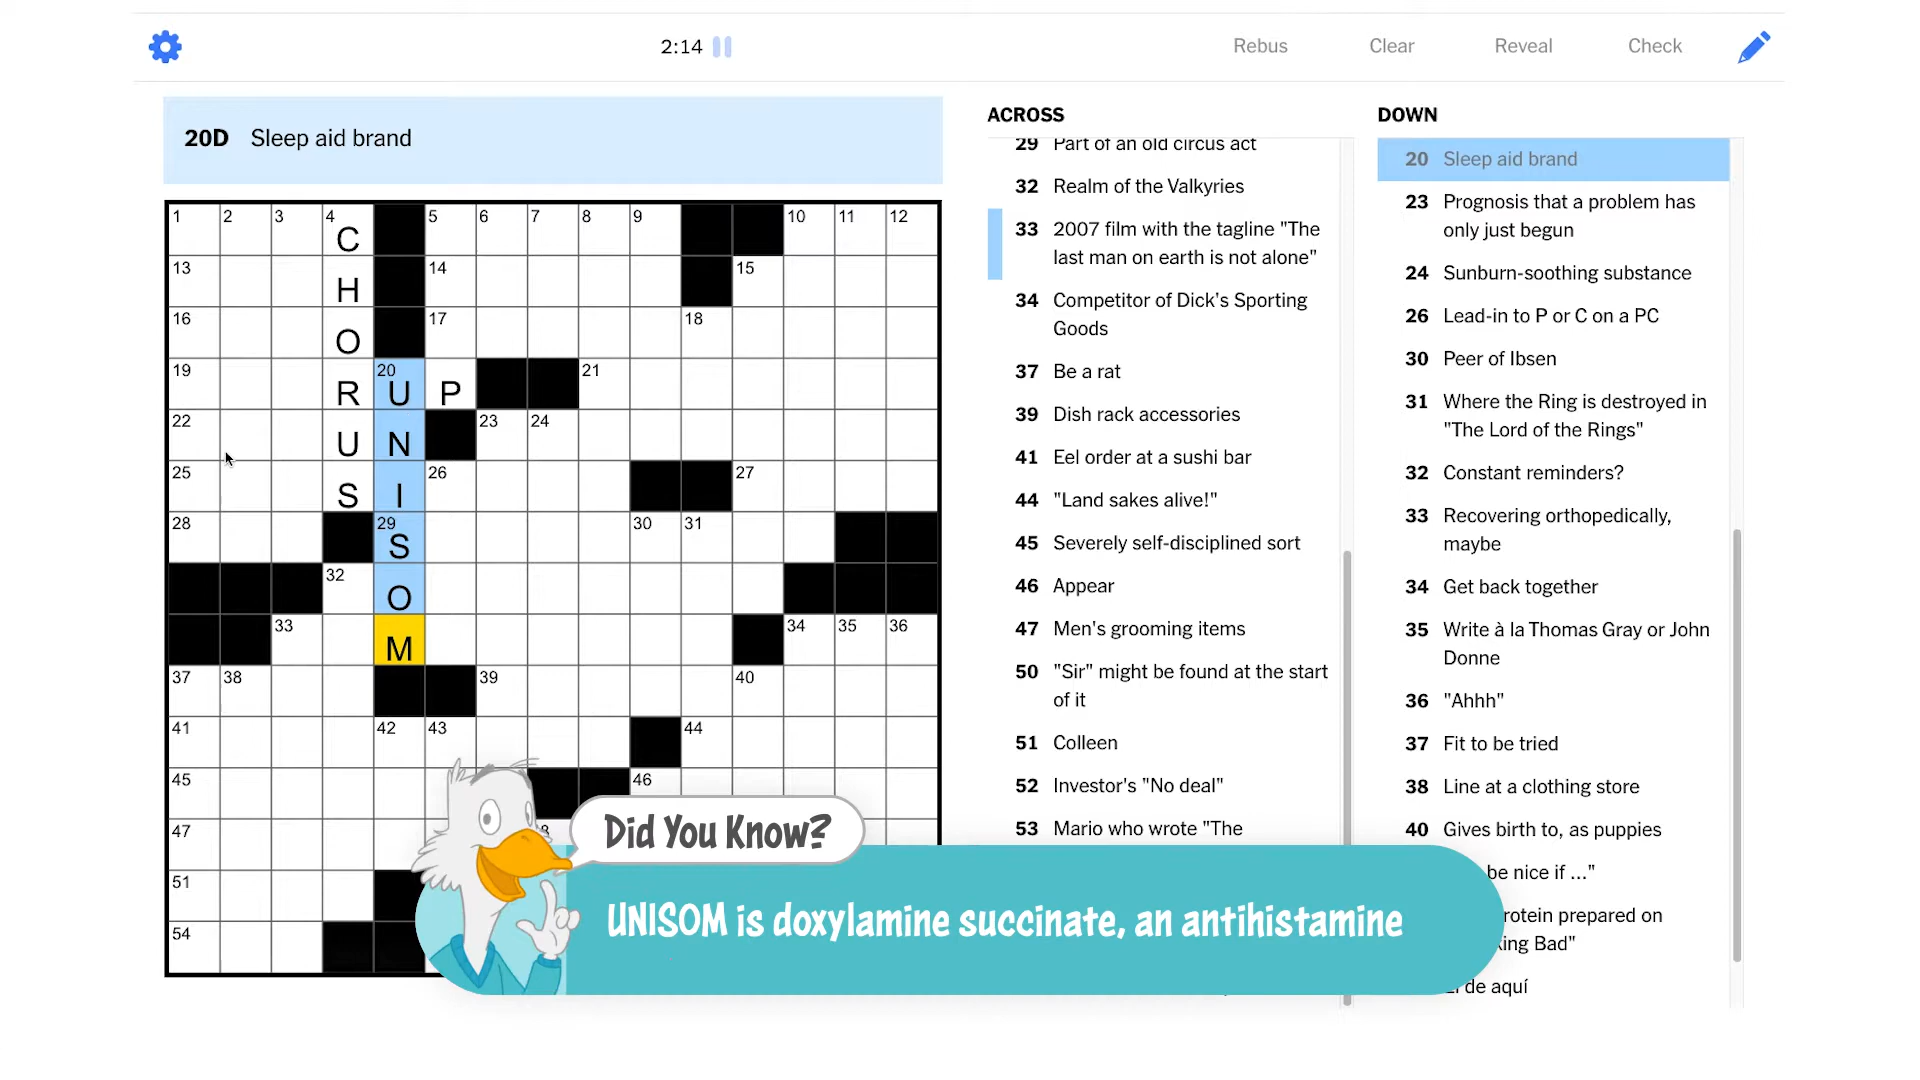 2:14
Rebus
Clear
Reveal
Check
20D Sleep aid brand
1 2 3 4 5 6 7 8 9 10 11 12
C
13 14 15
H
16 17 18
O
19 20 21
R U P
22 23 24
U N
25 26 27
S I
28 29 30 31
S
32
O
33 34 35 36
M
37 38 39 40
41 42 43 44
45 46
47
51
54
ACROSS
29 Part of an old circus act
32 Realm of the Valkyries
33 2007 film with the tagline "The
last man on earth is not alone"
34 Competitor of Dick's Sporting
Goods
37 Be a rat
39 Dish rack accessories
41 Eel order at a sushi bar
44 "Land sakes alive!"
45 Severely self-disciplined sort
46 Appear
47 Men's grooming items
50 "Sir" might be found at the start
of it
51 Colleen
52 Investor's "No deal"
53 Mario who wrote "The
DOWN
20 Sleep aid brand
23 Prognosis that a problem has
only just begun
24 Sunburn-soothing substance
26 Lead-in to P or C on a PC
30 Peer of Ibsen
31 Where the Ring is destroyed in
"The Lord of the Rings"
32 Constant reminders?
33 Recovering orthopedically,
maybe
34 Get back together
35 Write à la Thomas Gray or John
Donne
36 "Ahhh"
37 Fit to be tried
38 Line at a clothing store
40 Gives birth to, as puppies
be nice if ..."
prepared on
de aquí
Did You Know?
UNISOM is doxylamine succinate, an antihistamine